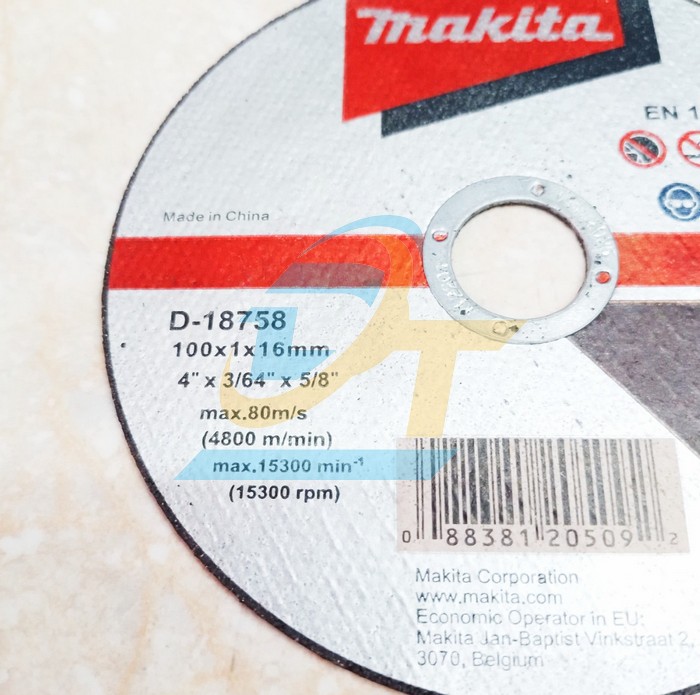 makita
EN 1
Made in China
D-18758
100x1x16mm
4" x 3/64" x 5/8"
max.80m/s
(4800 m/min)
max.15300 min⁻¹
(15300 rpm)
DT
0 88381 20509 2
Makita Corporation
www.makita.com
Economic Operator in EU:
Makita Jan-Baptist Vinkstraat 2,
3070, Belgium